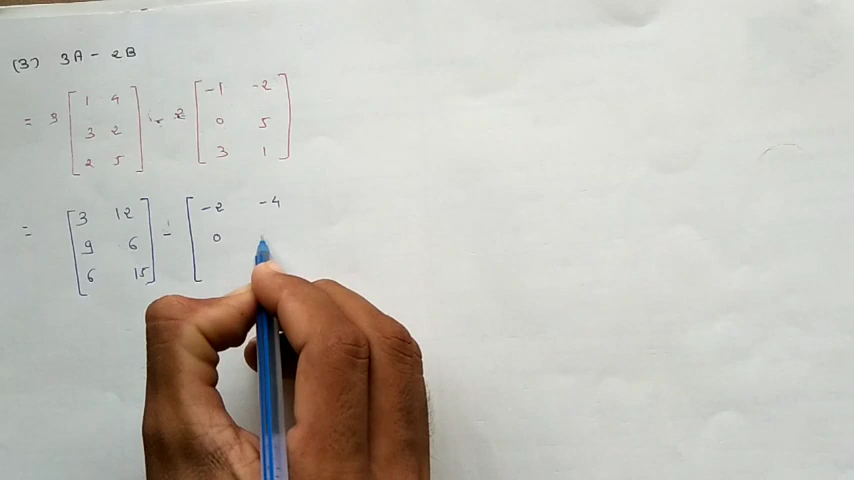 (3) 3A - 2B
= 3 [ 1 4 ] - 2 [ -1 -2 ]
[ 3 2 ] [ 0 5 ]
[ 2 5 ] [ 3 1 ]
= [ 3 12 ] - [ -2 -4
[ 9 6 ] [ 0
[ 6 15 ] [